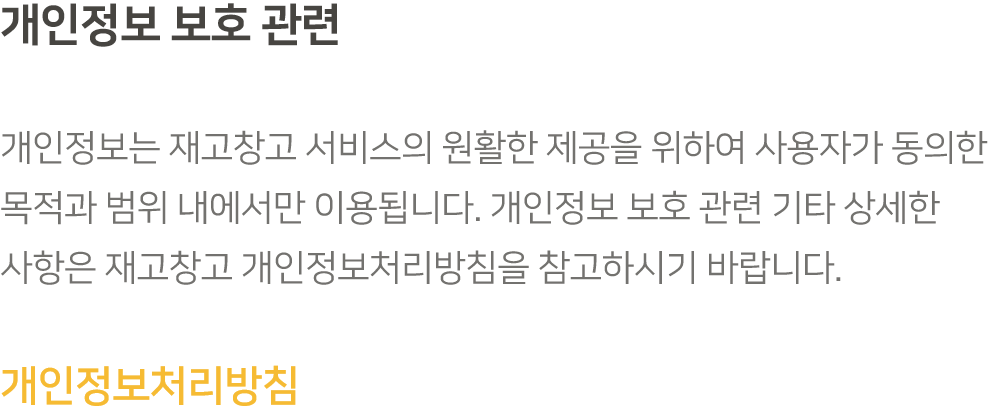 개인정보 보호 관련
개인정보는 재고창고 서비스의 원활한 제공을 위하여 사용자가 동의한
목적과 범위 내에서만 이용됩니다. 개인정보 보호 관련 기타 상세한
사항은 재고창고 개인정보처리방침을 참고하시기 바랍니다.
개인정보처리방침